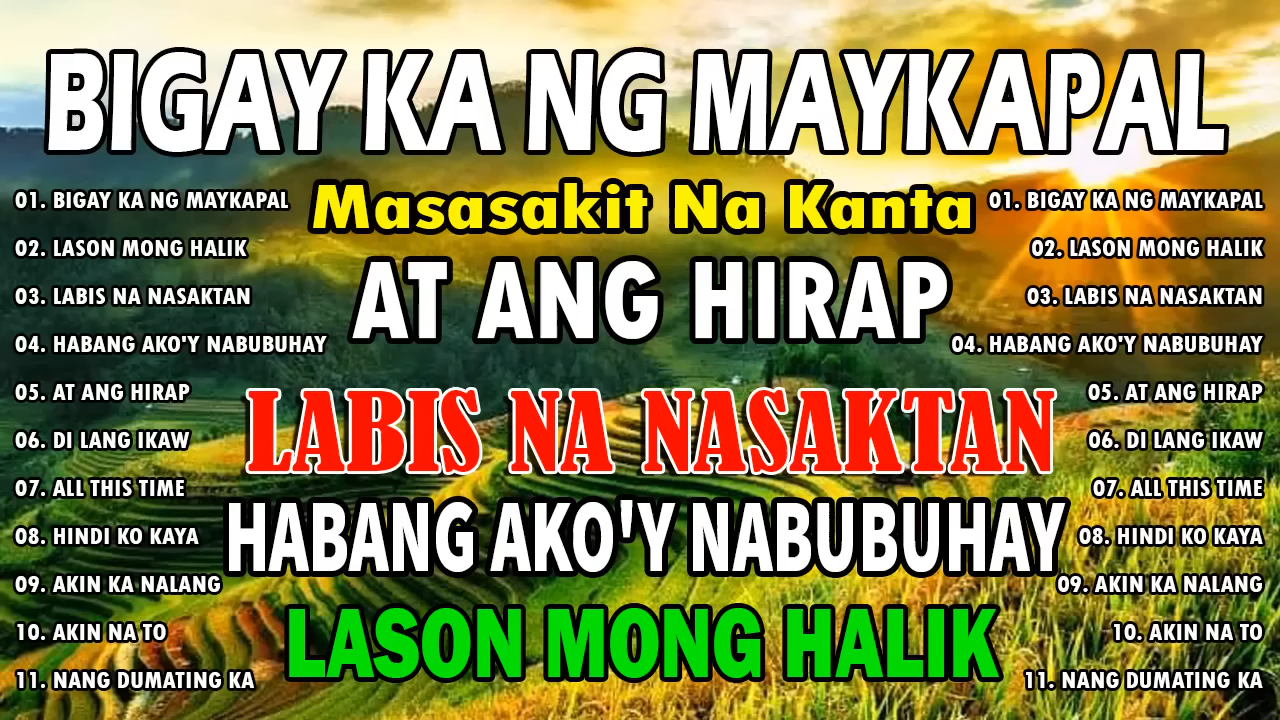 BIGAY KA NG MAYKAPAL
Masasakit Na Kanta
AT ANG HIRAP
LABIS NA NASAKTAN
HABANG AKO'Y NABUBUHAY
LASON MONG HALIK
01. BIGAY KA NG MAYKAPAL
02. LASON MONG HALIK
03. LABIS NA NASAKTAN
04. HABANG AKO'Y NABUBUHAY
05. AT ANG HIRAP
06. DI LANG IKAW
07. ALL THIS TIME
08. HINDI KO KAYA
09. AKIN KA NALANG
10. AKIN NA TO
11. NANG DUMATING KA
01. BIGAY KA NG MAYKAPAL
02. LASON MONG HALIK
03. LABIS NA NASAKTAN
04. HABANG AKO'Y NABUBUHAY
05. AT ANG HIRAP
06. DI LANG IKAW
07. ALL THIS TIME
08. HINDI KO KAYA
09. AKIN KA NALANG
10. AKIN NA TO
11. NANG DUMATING KA